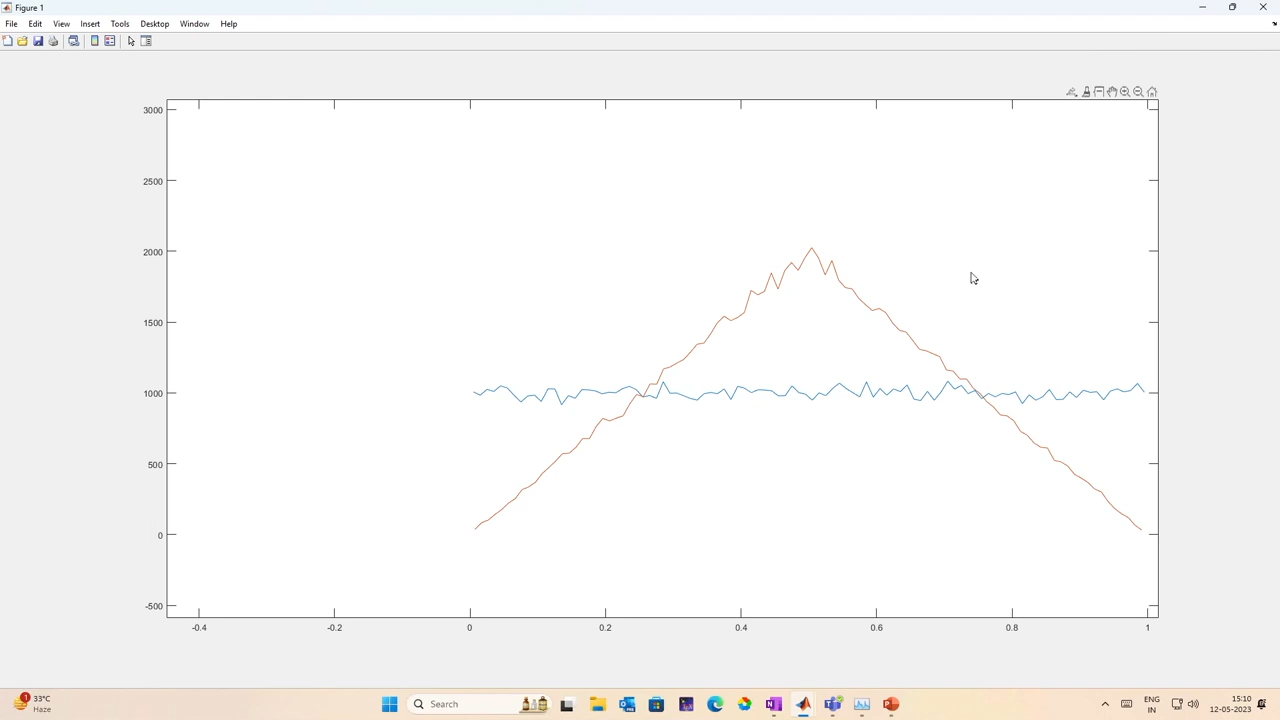 Figure 1
File Edit View Insert Tools Desktop Window Help
3000
2500
2000
1500
1000
500
0
-500
-0.4 -0.2 0 0.2 0.4 0.6 0.8 1
1
33°C
Haze
Search
ENG
IN
15:10
12-05-2023